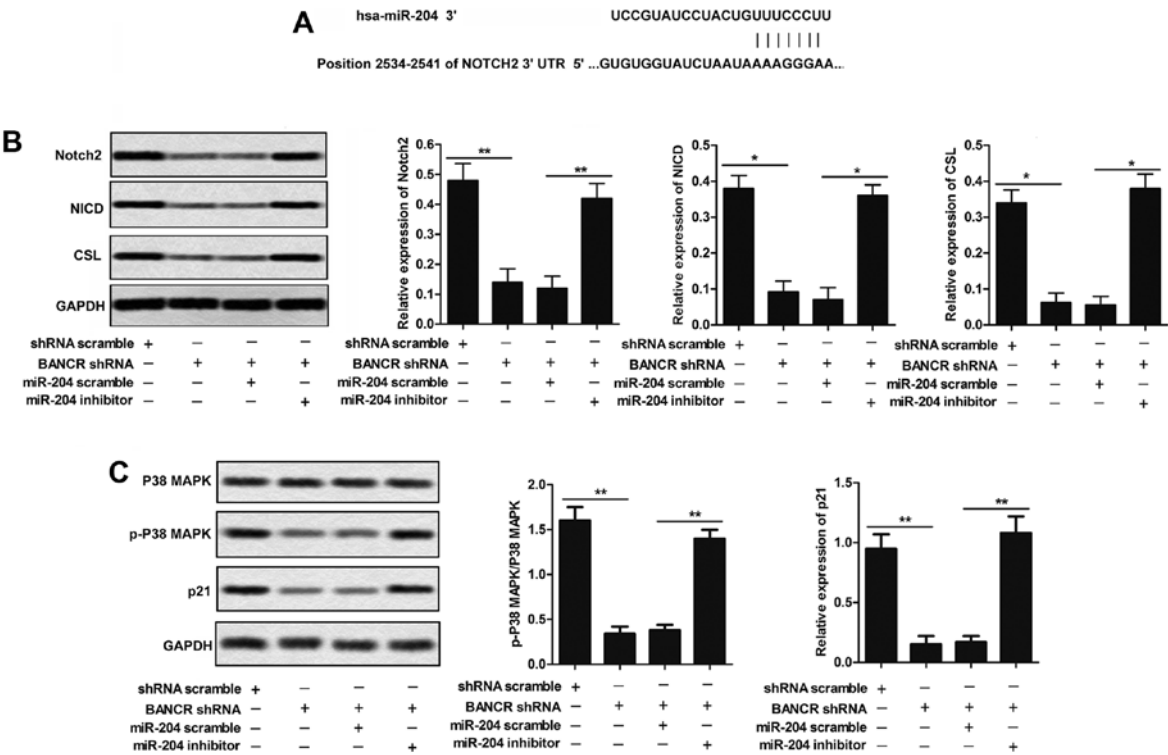 A
hsa-miR-204 3' UCCGUAUCCUACUGUUUCCCUU
Position 2534-2541 of NOTCH2 3' UTR 5' ...GUGUGGUAUCUAAUAAAAGGGAA...
B
Notch2
NICD
CSL
GAPDH
shRNA scramble + − − −
BANCR shRNA − + + +
miR-204 scramble − − + −
miR-204 inhibitor − − − +
Relative expression of Notch2
0.6
0.5
0.4
0.3
0.2
0.1
0.0
** **
shRNA scramble + − − −
BANCR shRNA − + + +
miR-204 scramble − − + −
miR-204 inhibitor − − − +
Relative expression of NICD
0.5
0.4
0.3
0.2
0.1
0.0
* *
shRNA scramble + − − −
BANCR shRNA − + + +
miR-204 scramble − − + −
miR-204 inhibitor − − − +
Relative expression of CSL
0.5
0.4
0.3
0.2
0.1
0.0
* *
shRNA scramble + − − −
BANCR shRNA − + + +
miR-204 scramble − − + −
miR-204 inhibitor − − − +
C
P38 MAPK
p-P38 MAPK
p21
GAPDH
shRNA scramble + − − −
BANCR shRNA − + + +
miR-204 scramble − − + −
miR-204 inhibitor − − − +
p-P38 MAPK/P38 MAPK
2.0
1.5
1.0
0.5
0.0
** **
shRNA scramble + − − −
BANCR shRNA − + + +
miR-204 scramble − − + −
miR-204 inhibitor − − − +
Relative expression of p21
1.5
1.0
0.5
0.0
** **
shRNA scramble + − − −
BANCR shRNA − + + +
miR-204 scramble − − + −
miR-204 inhibitor − − − +